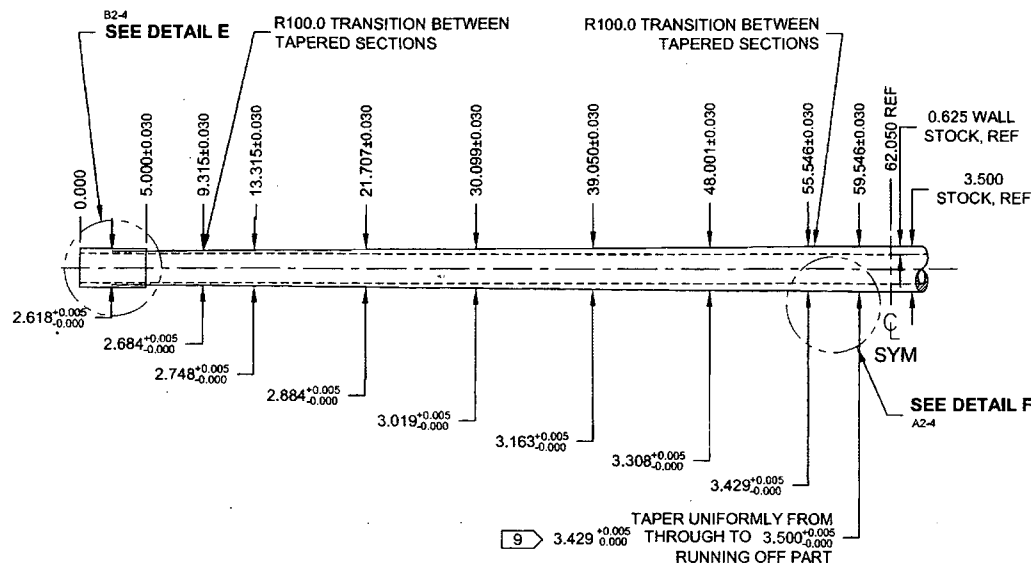 B2-4
SEE DETAIL E
R100.0 TRANSITION BETWEEN
TAPERED SECTIONS
R100.0 TRANSITION BETWEEN
TAPERED SECTIONS
0.000
5.000±0.030
9.315±0.030
13.315±0.030
21.707±0.030
30.099±0.030
39.050±0.030
48.001±0.030
55.546±0.030
59.546±0.030
62.050 REF
0.625 WALL
STOCK, REF
3.500
STOCK, REF
2.618 +0.005 -0.000
2.684 +0.005 -0.000
2.748 +0.005 -0.000
2.884 +0.005 -0.000
3.019 +0.005 -0.000
3.163 +0.005 -0.000
3.308 +0.005 -0.000
3.429 +0.005 -0.000
℄
SYM
SEE DETAIL F
A2-4
TAPER UNIFORMLY FROM
9 3.429 +0.005 0.000 THROUGH TO 3.500 +0.005 -0.000
RUNNING OFF PART